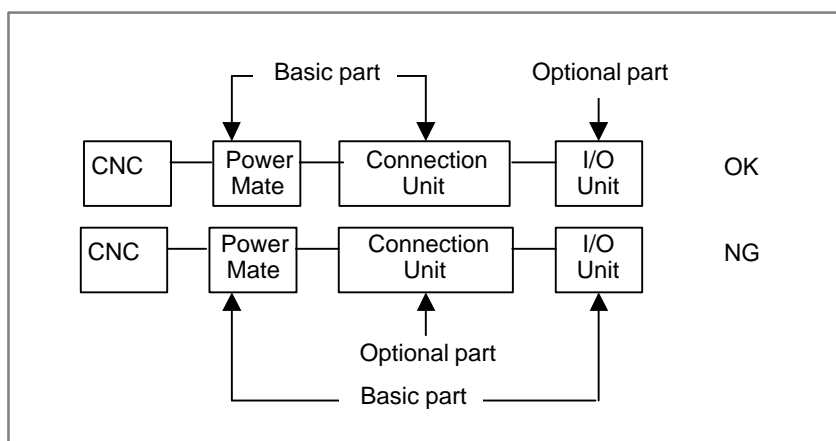 Basic part
Optional part
CNC
Power
Mate
Connection
Unit
I/O
Unit
OK
CNC
Power
Mate
Connection
Unit
I/O
Unit
NG
Optional part
Basic part